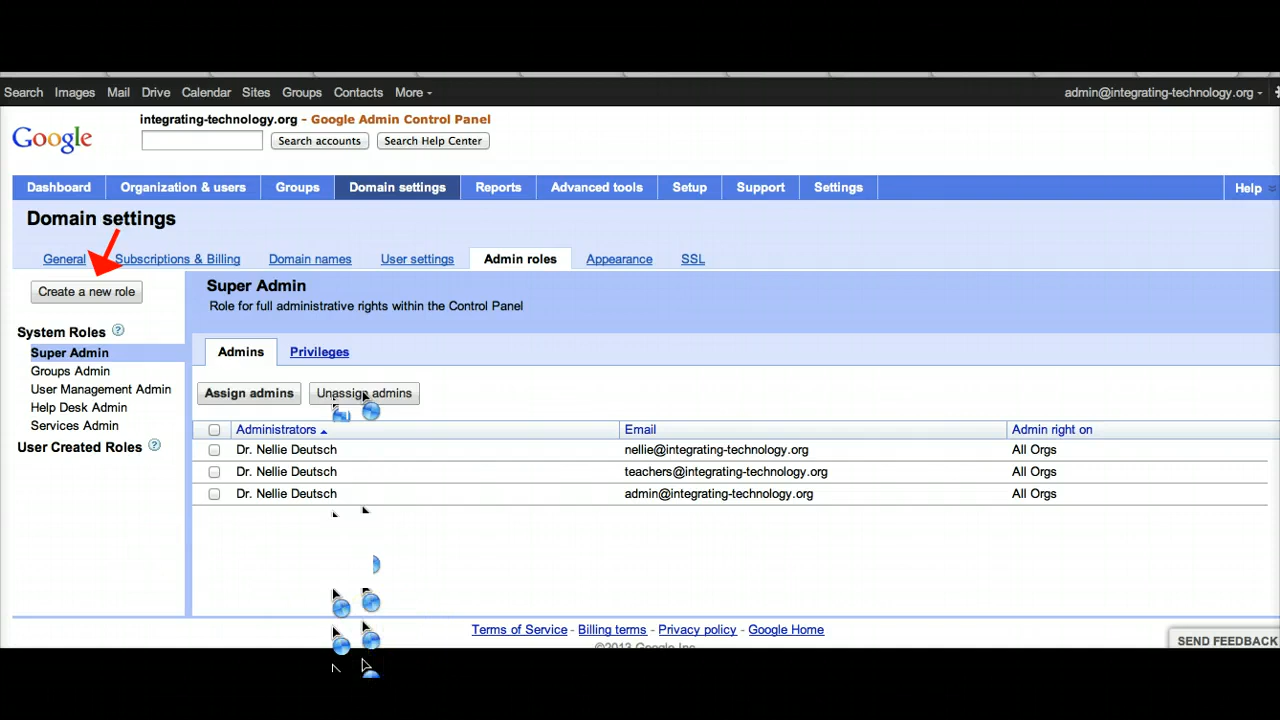 Search Images Mail Drive Calendar Sites Groups Contacts More admin@integrating-technology.org
integrating-technology.org - Google Admin Control Panel
Google
Search accounts Search Help Center
Dashboard Organization & users Groups Domain settings Reports Advanced tools Setup Support Settings Help
Domain settings
General Subscriptions & Billing Domain names User settings Admin roles Appearance SSL
Create a new role
Super Admin
Role for full administrative rights within the Control Panel
System Roles ?
Super Admin
Groups Admin
User Management Admin
Help Desk Admin
Services Admin
User Created Roles ?
Admins Privileges
Assign admins Unassign admins
Administrators Email Admin right on
Dr. Nellie Deutsch nellie@integrating-technology.org All Orgs
Dr. Nellie Deutsch teachers@integrating-technology.org All Orgs
Dr. Nellie Deutsch admin@integrating-technology.org All Orgs
Terms of Service - Billing terms - Privacy policy - Google Home
©2013 Google Inc.
SEND FEEDBACK